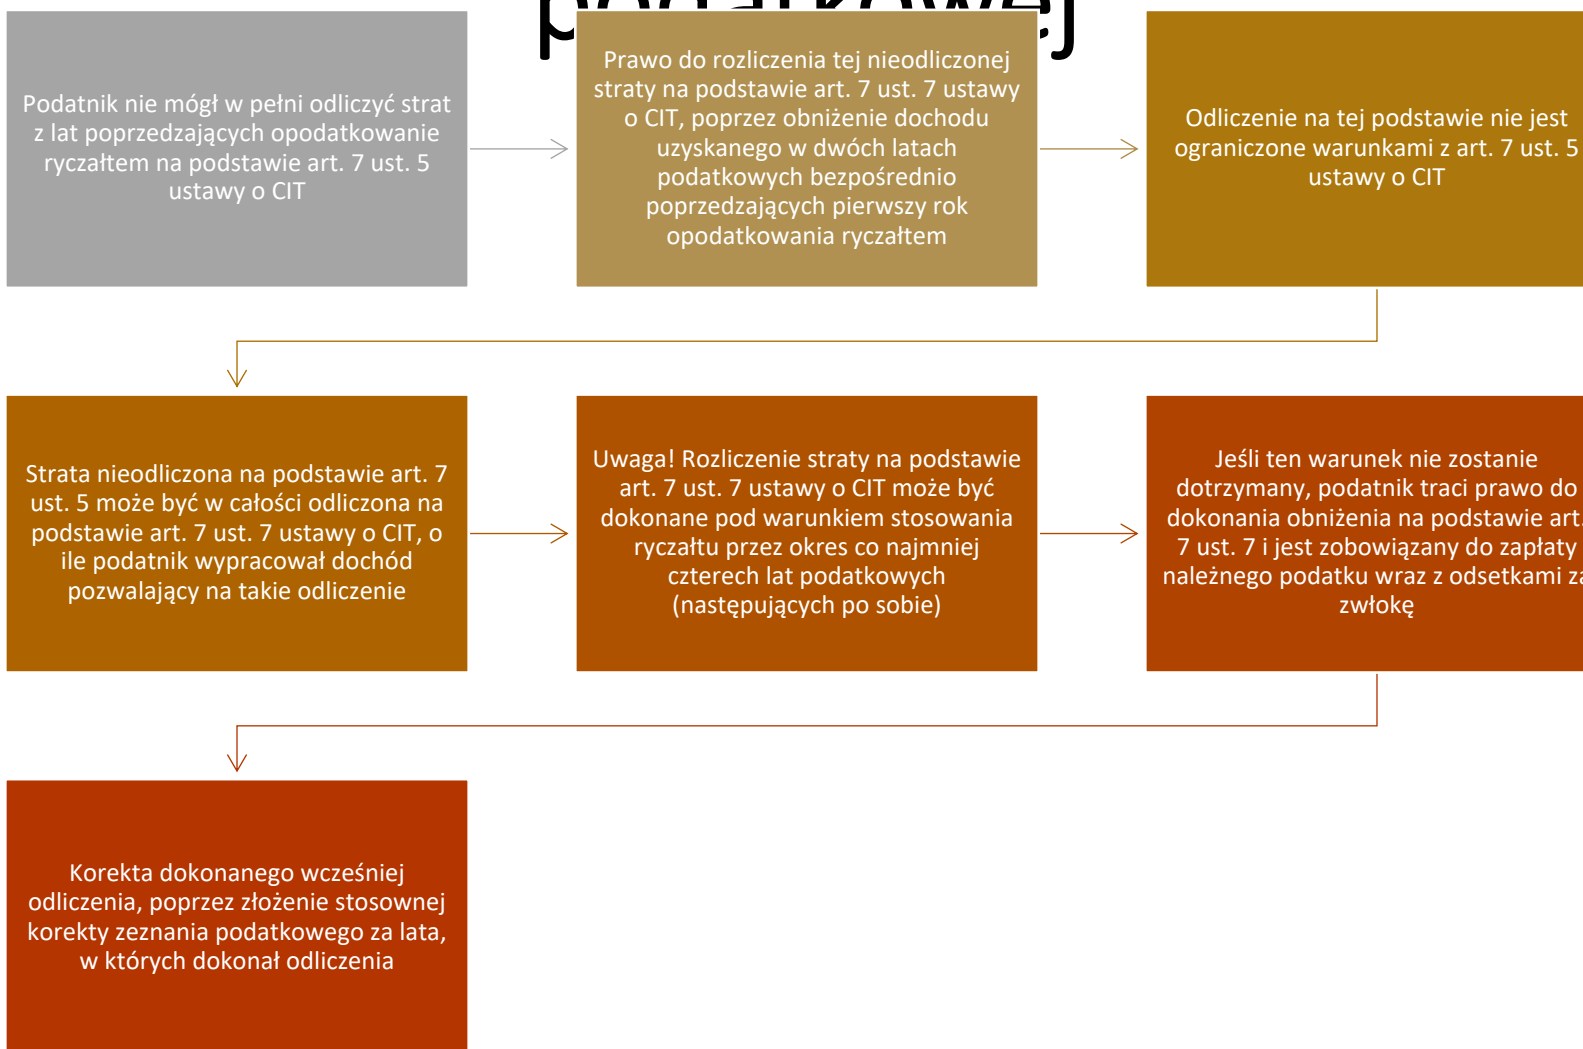 podatkowej
Podatnik nie mógł w pełni odliczyć strat
z lat poprzedzających opodatkowanie
ryczałtem na podstawie art. 7 ust. 5
ustawy o CIT
Prawo do rozliczenia tej nieodliczonej
straty na podstawie art. 7 ust. 7 ustawy
o CIT, poprzez obniżenie dochodu
uzyskanego w dwóch latach
podatkowych bezpośrednio
poprzedzających pierwszy rok
opodatkowania ryczałtem
Odliczenie na tej podstawie nie jest
ograniczone warunkami z art. 7 ust. 5
ustawy o CIT
Strata nieodliczona na podstawie art. 7
ust. 5 może być w całości odliczona na
podstawie art. 7 ust. 7 ustawy o CIT, o
ile podatnik wypracował dochód
pozwalający na takie odliczenie
Uwaga! Rozliczenie straty na podstawie
art. 7 ust. 7 ustawy o CIT może być
dokonane pod warunkiem stosowania
ryczałtu przez okres co najmniej
czterech lat podatkowych
(następujących po sobie)
Jeśli ten warunek nie zostanie
dotrzymany, podatnik traci prawo do
dokonania obniżenia na podstawie art.
7 ust. 7 i jest zobowiązany do zapłaty
należnego podatku wraz z odsetkami za
zwłokę
Korekta dokonanego wcześniej
odliczenia, poprzez złożenie stosownej
korekty zeznania podatkowego za lata,
w których dokonał odliczenia